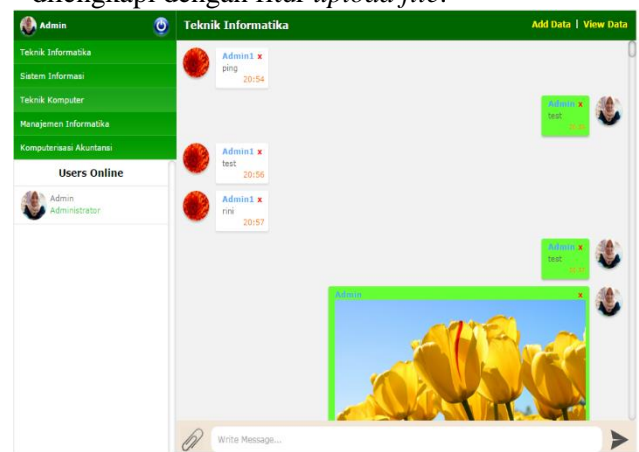 dilengkapi dengan fitur upload file.
Admin
Teknik Informatika
Sistem Informasi
Teknik Komputer
Manajemen Informatika
Komputerisasi Akuntansi
Users Online
Admin
Administrator
Teknik Informatika
Add Data | View Data
Admin1 x
ping
20:54
Admin x
test
Admin1 x
test
20:56
Admin1 x
rini
20:57
Admin x
test
Admin x
Write Message...